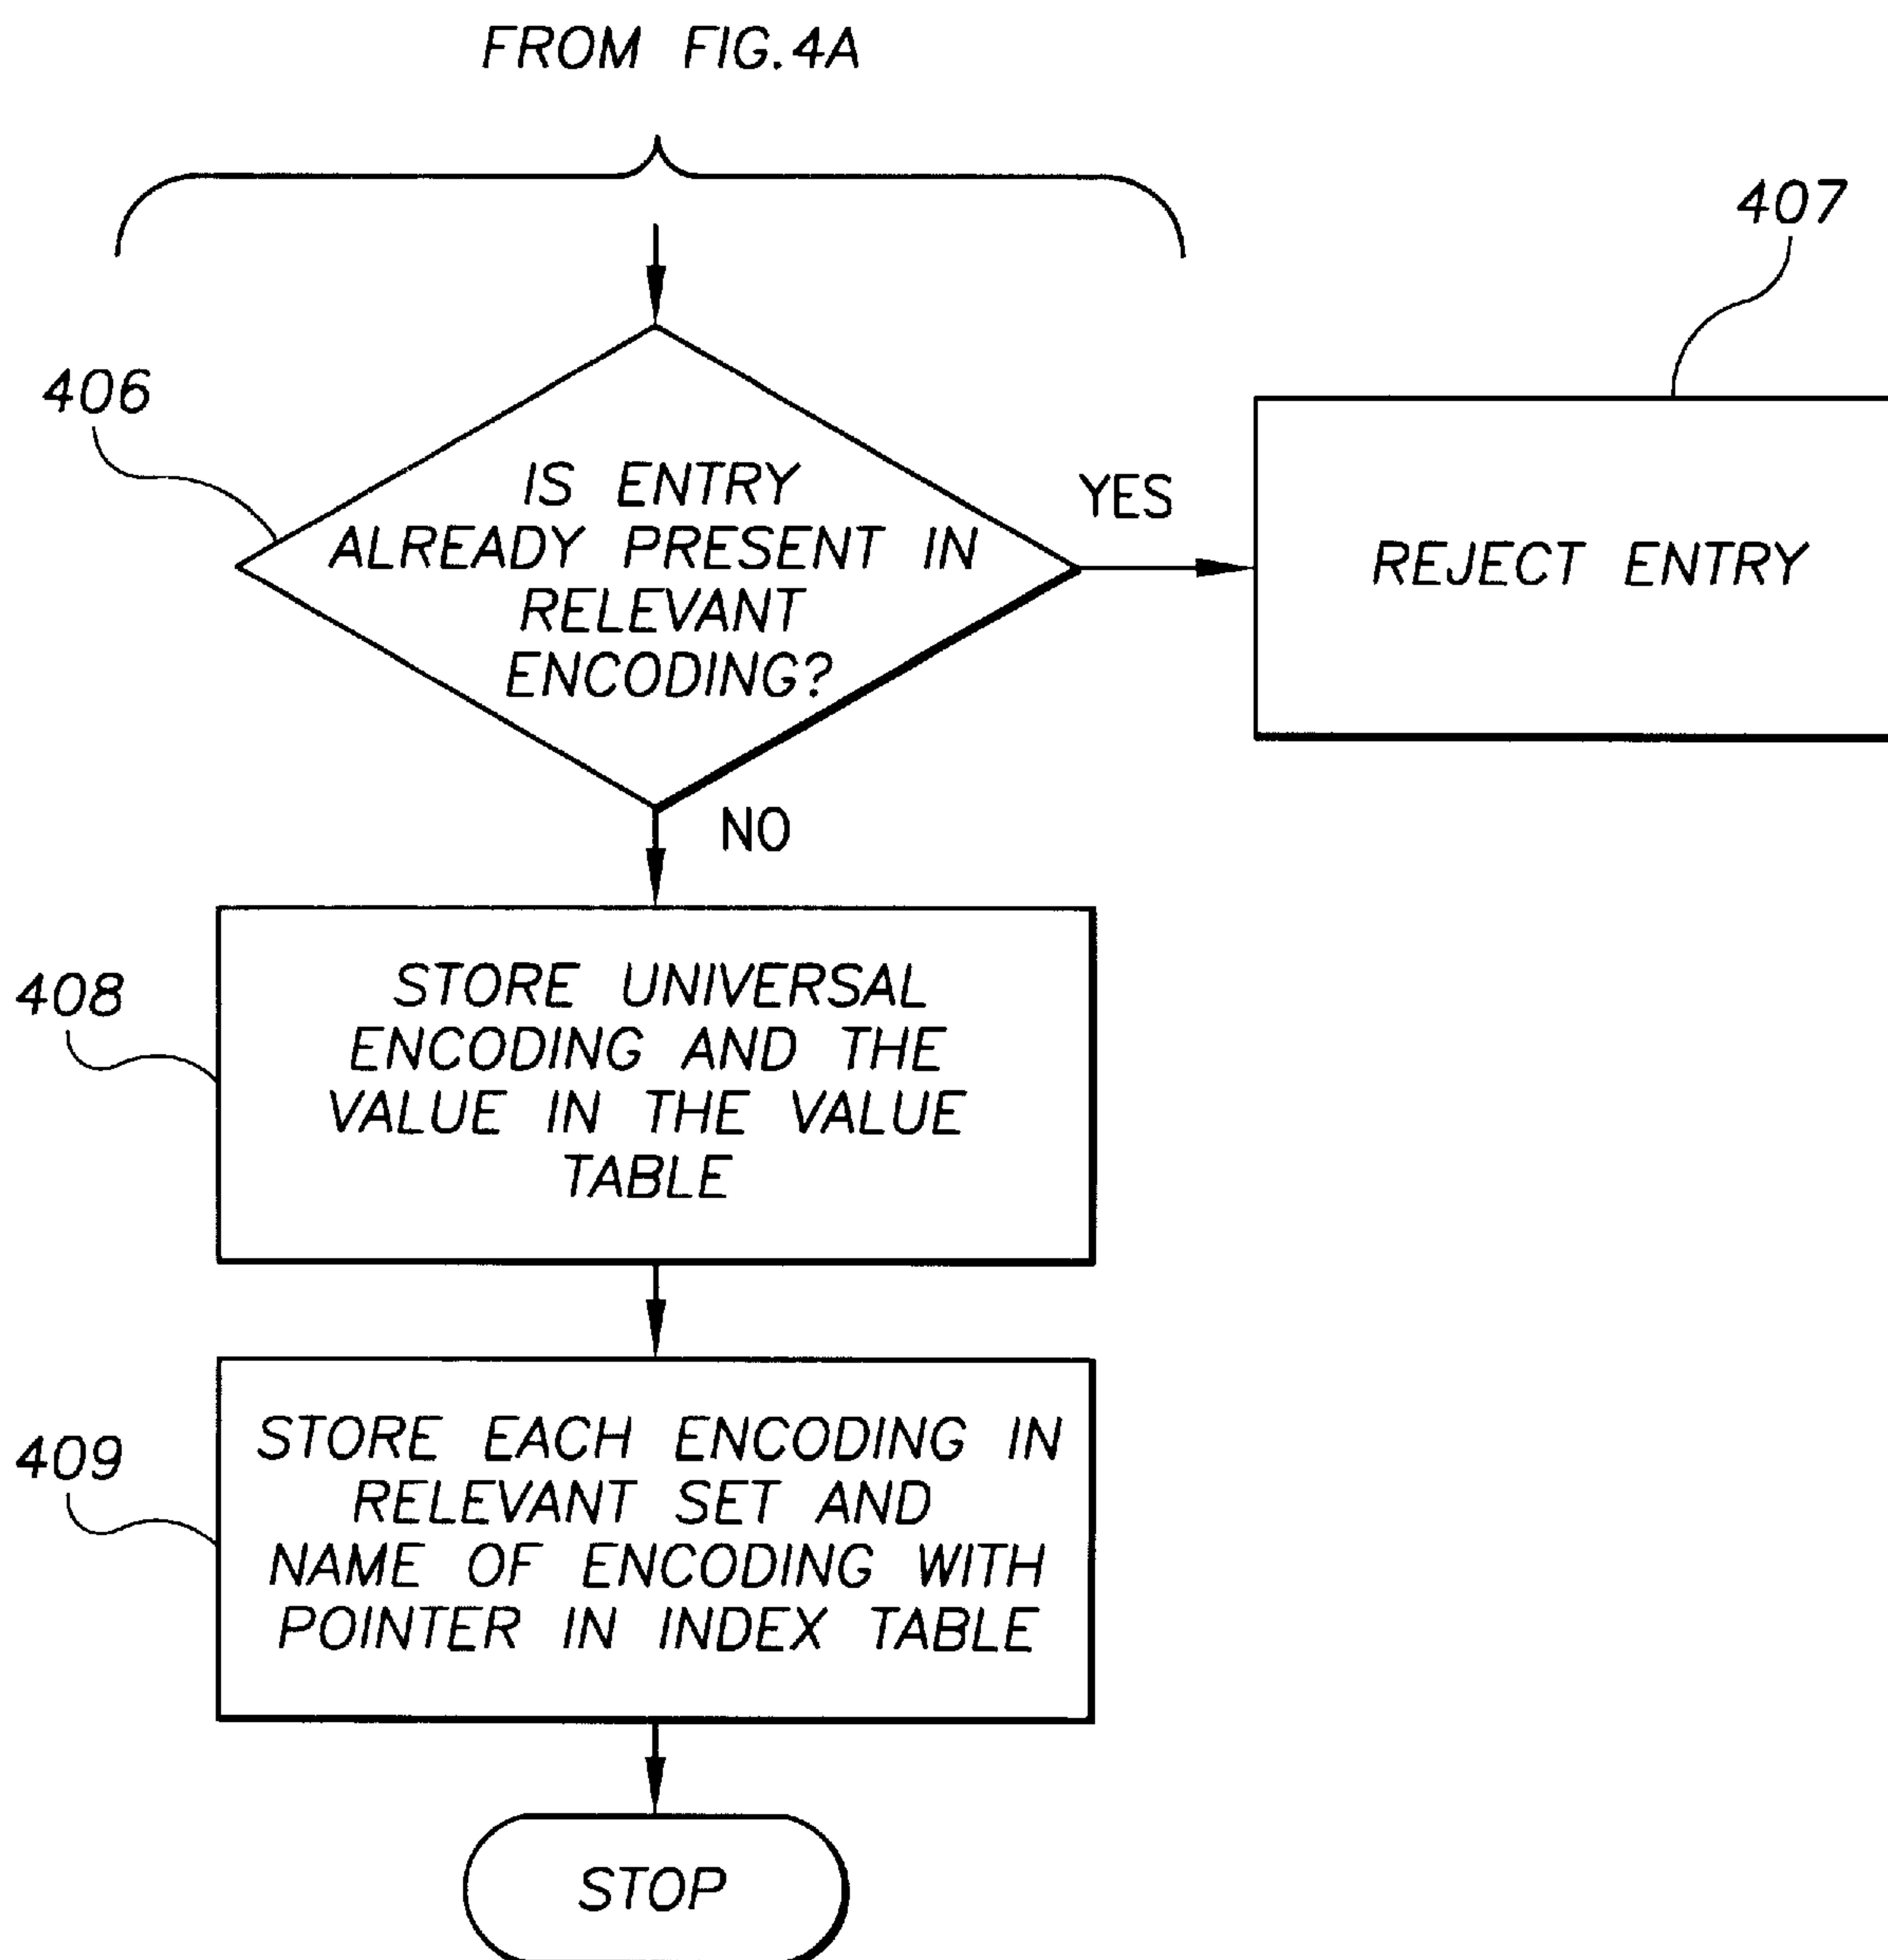 FROM FIG.4A
407
406
IS ENTRY
ALREADY PRESENT IN
RELEVANT
ENCODING?
YES
REJECT ENTRY
NO
408
STORE UNIVERSAL
ENCODING AND THE
VALUE IN THE VALUE
TABLE
409
STORE EACH ENCODING IN
RELEVANT SET AND
NAME OF ENCODING WITH
POINTER IN INDEX TABLE
STOP